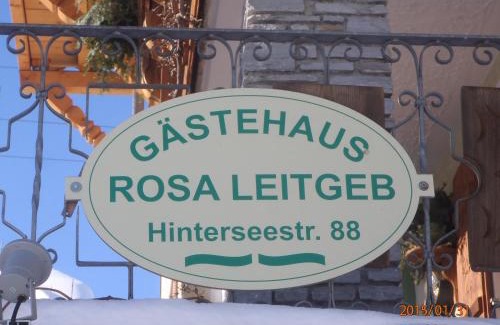 GÄSTEHAUS
ROSA LEITGEB
Hinterseestr. 88